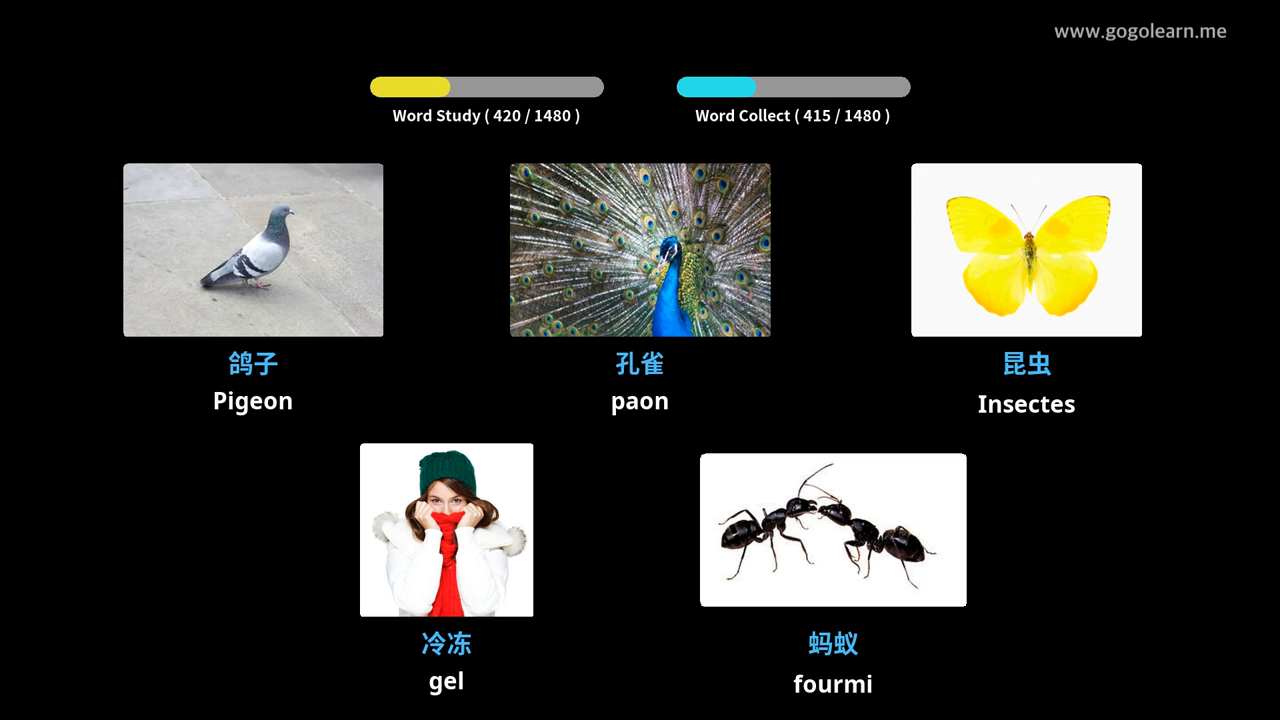 www.gogolearn.me
Word Study ( 420 / 1480 )
Word Collect ( 415 / 1480 )
鸽子
Pigeon
孔雀
paon
昆虫
Insectes
冷冻
gel
蚂蚁
fourmi